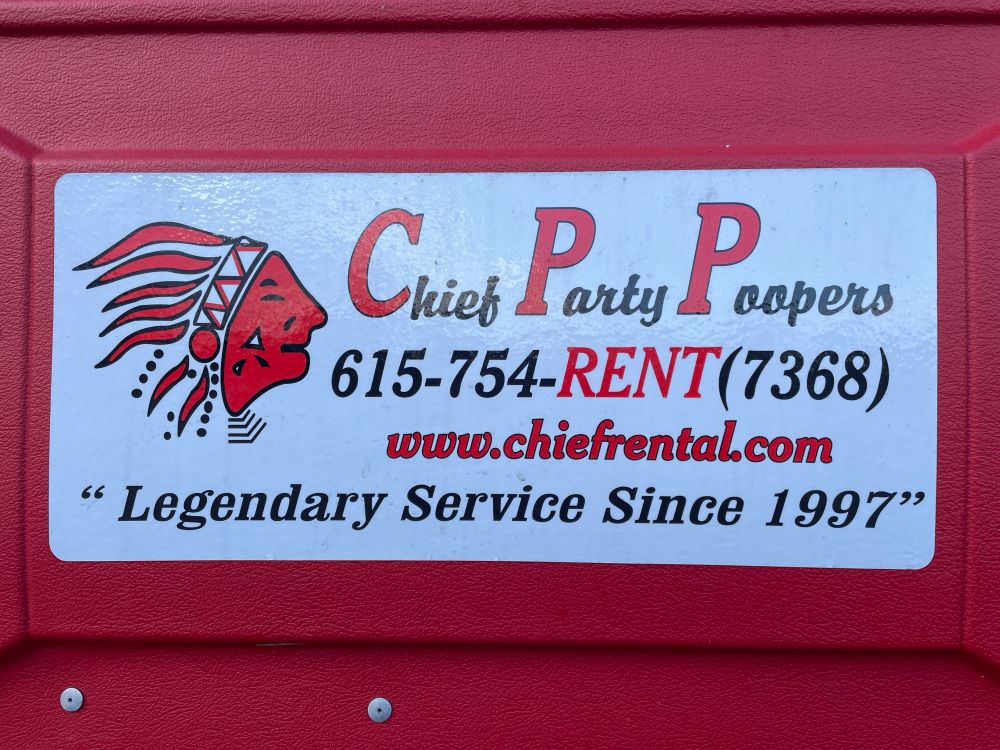 Chief Party Poopers
615-754-RENT(7368)
www.chiefrental.com
“ Legendary Service Since 1997”